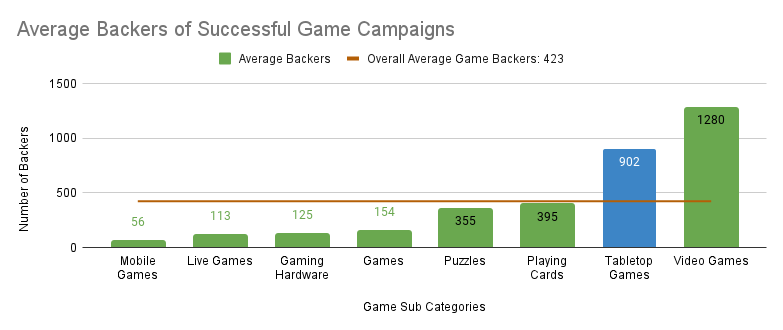 Average Backers of Successful Game Campaigns
Average Backers
Overall Average Game Backers: 423
Number of Backers
1500
1000
500
0
56
113
125
154
355
395
902
1280
Mobile
Games
Live Games
Gaming
Hardware
Games
Puzzles
Playing
Cards
Tabletop
Games
Video Games
Game Sub Categories